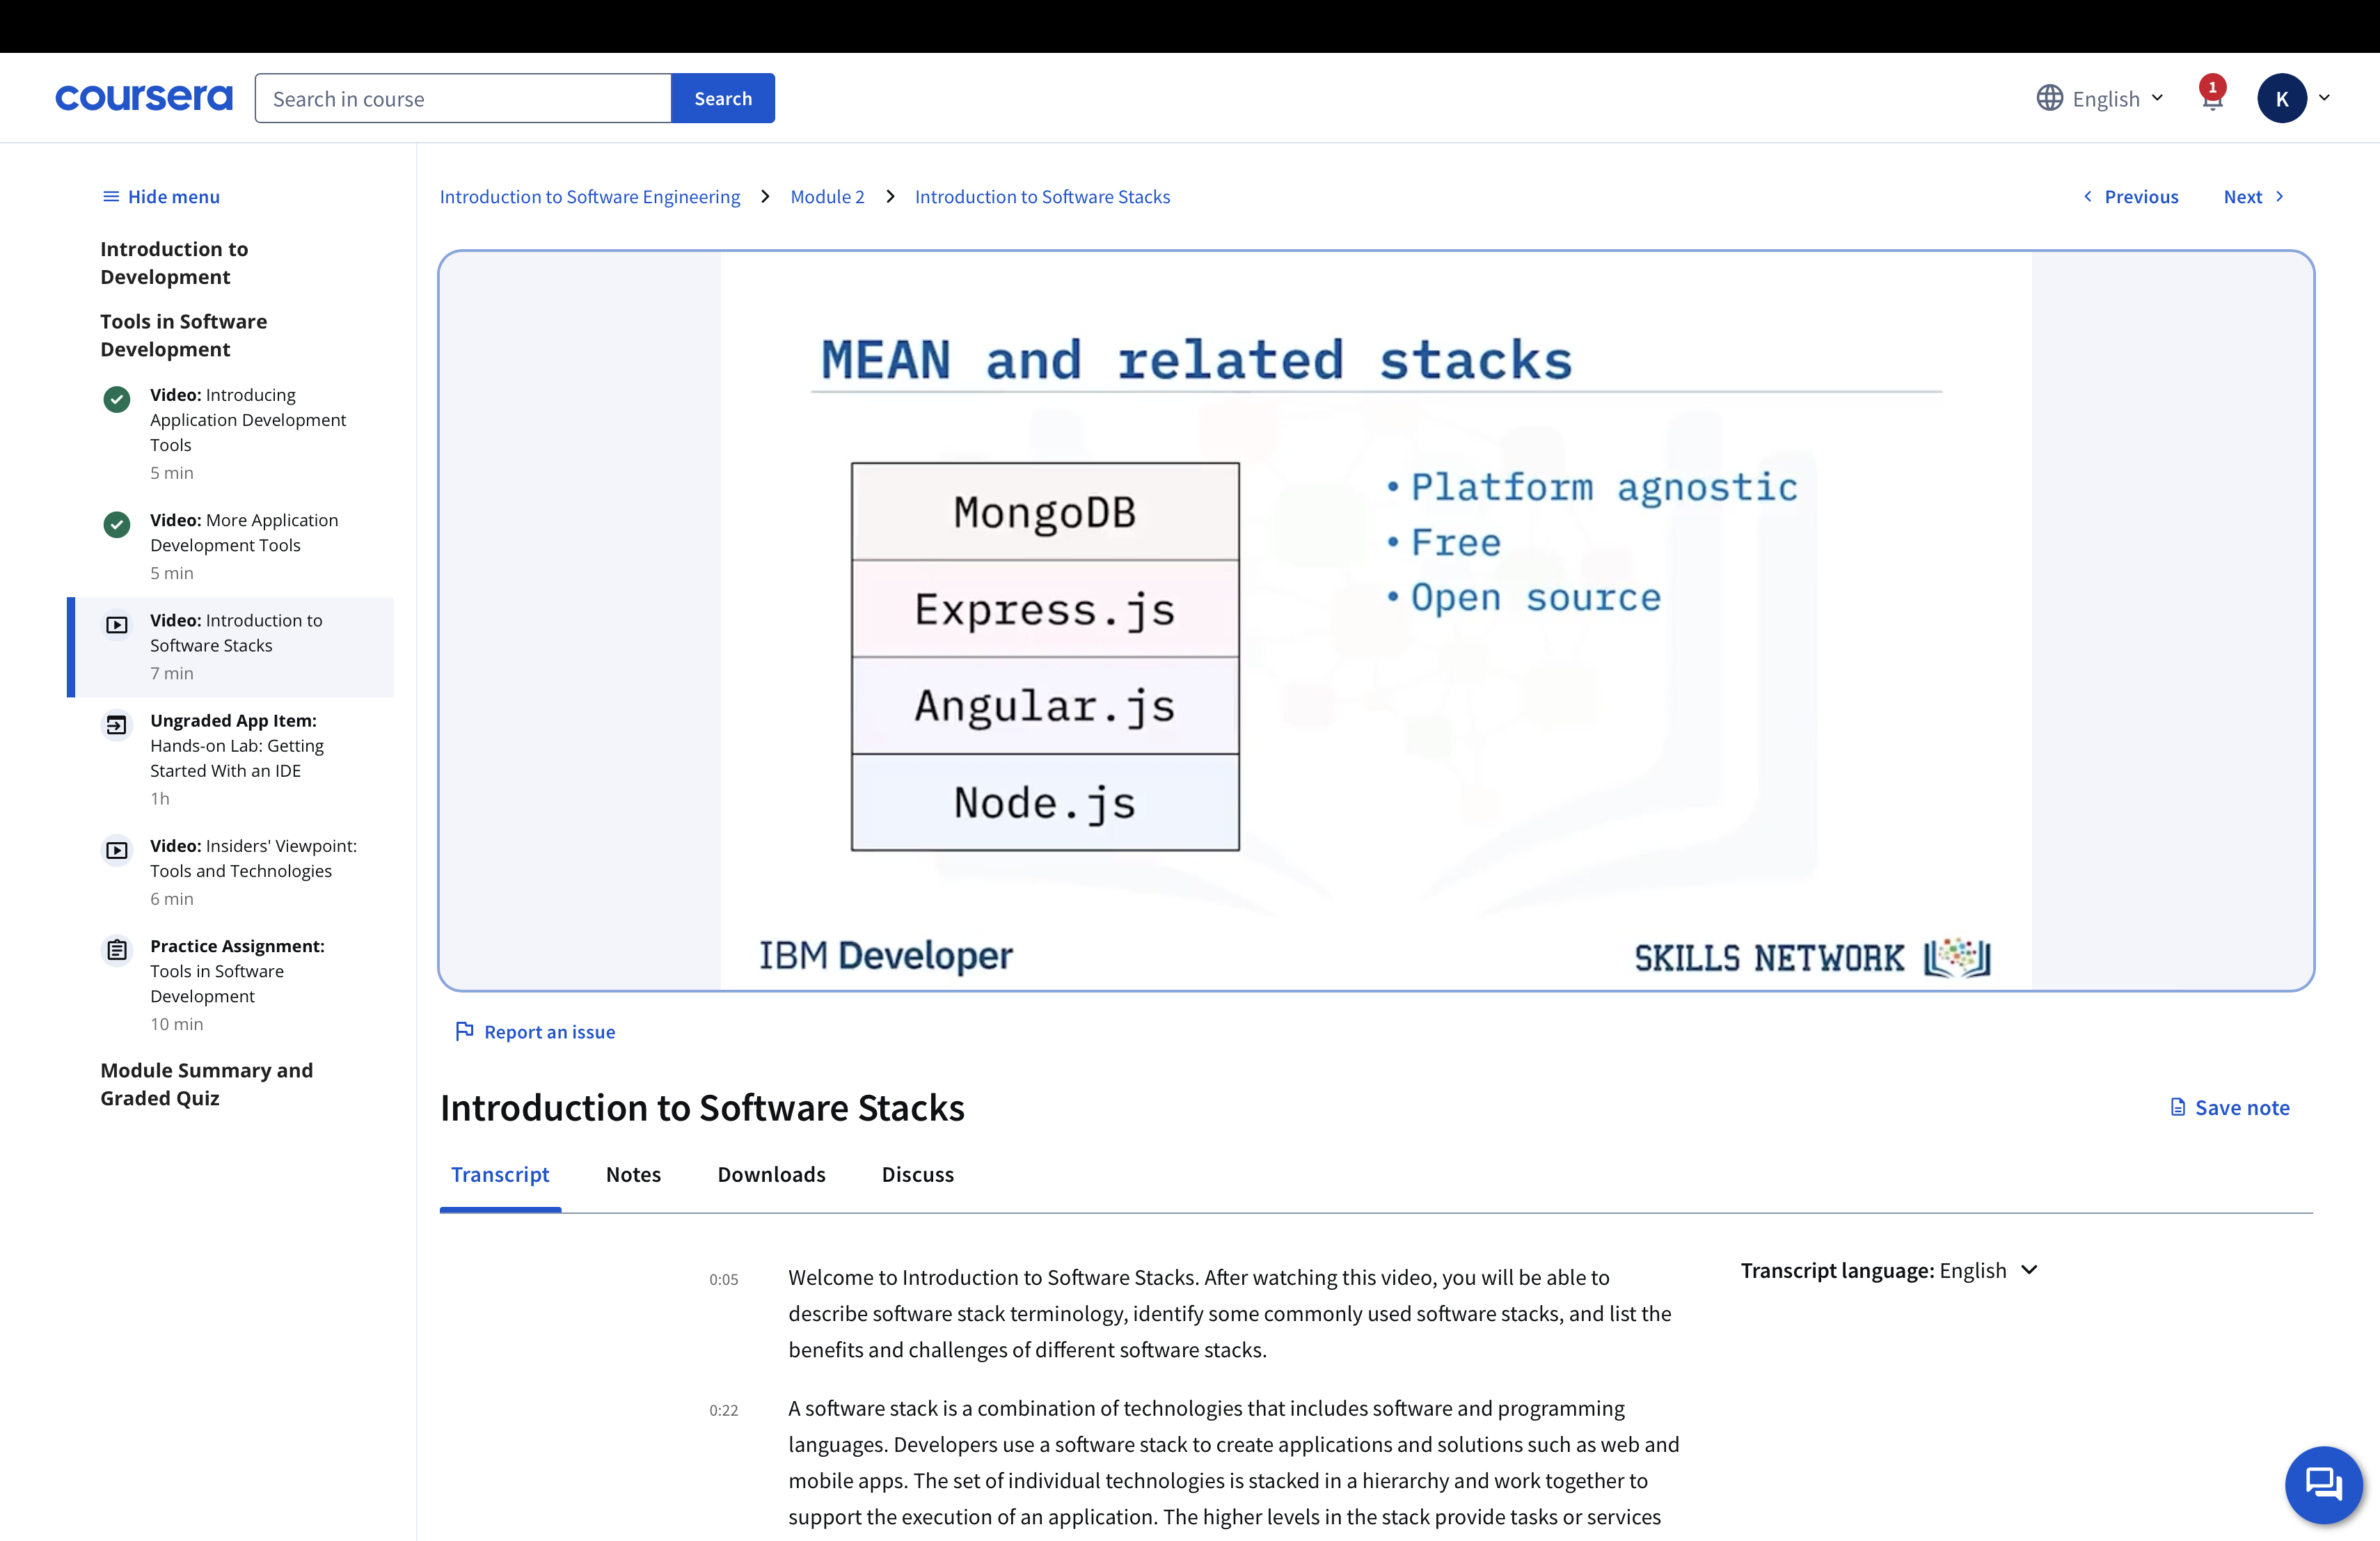 coursera
Search in course
Search
English
1
K
Hide menu
Introduction to
Development
Tools in Software
Development
Video: Introducing
Application Development
Tools
5 min
Video: More Application
Development Tools
5 min
Video: Introduction to
Software Stacks
7 min
Ungraded App Item:
Hands-on Lab: Getting
Started With an IDE
1h
Video: Insiders' Viewpoint:
Tools and Technologies
6 min
Practice Assignment:
Tools in Software
Development
10 min
Module Summary and
Graded Quiz
Introduction to Software Engineering > Module 2 > Introduction to Software Stacks
Previous
Next
MEAN and related stacks
MongoDB
Express.js
Angular.js
Node.js
• Platform agnostic
• Free
• Open source
IBM Developer
SKILLS NETWORK
Report an issue
Introduction to Software Stacks
Save note
Transcript
Notes
Downloads
Discuss
Transcript language: English
0:05
Welcome to Introduction to Software Stacks. After watching this video, you will be able to
describe software stack terminology, identify some commonly used software stacks, and list the
benefits and challenges of different software stacks.
0:22
A software stack is a combination of technologies that includes software and programming
languages. Developers use a software stack to create applications and solutions such as web and
mobile apps. The set of individual technologies is stacked in a hierarchy and work together to
support the execution of an application. The higher levels in the stack provide tasks or services